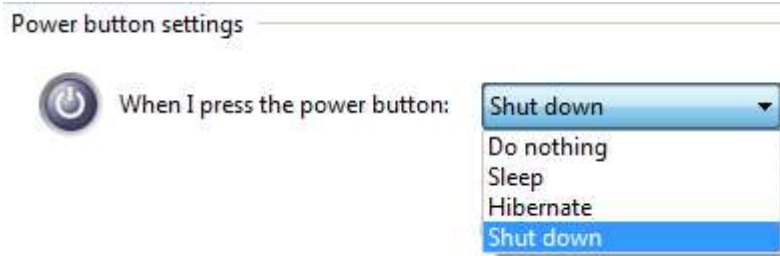 Power button settings
When I press the power button: Shut down
Do nothing
Sleep
Hibernate
Shut down